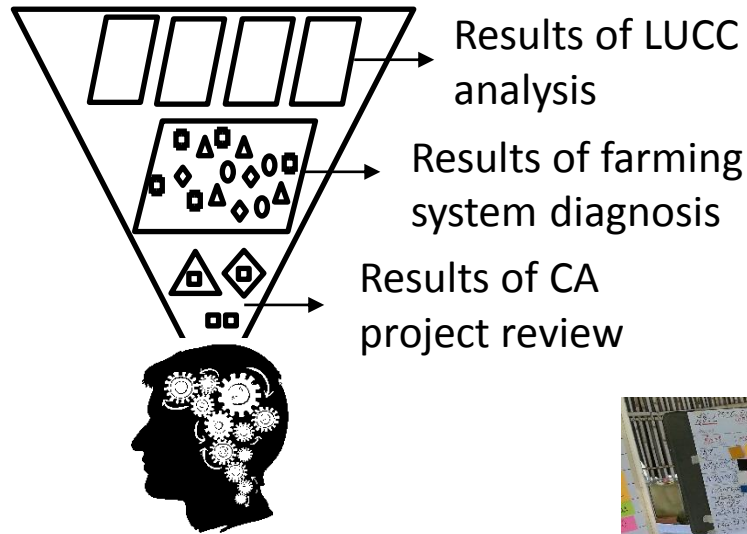 Results of LUCC
analysis
Results of farming
system diagnosis
Results of CA
project review